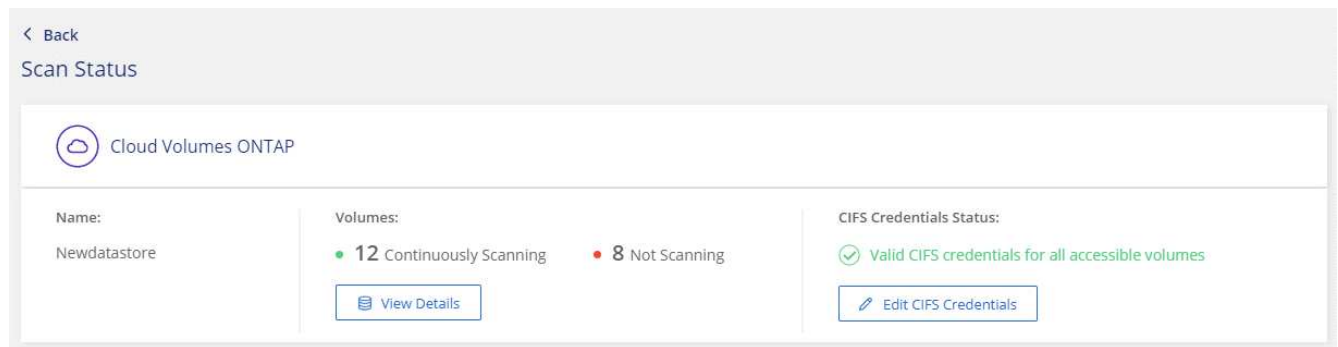 Back
Scan Status
Cloud Volumes ONTAP
Name:
Newdatastore
Volumes:
12 Continuously Scanning
8 Not Scanning
View Details
CIFS Credentials Status:
Valid CIFS credentials for all accessible volumes
Edit CIFS Credentials